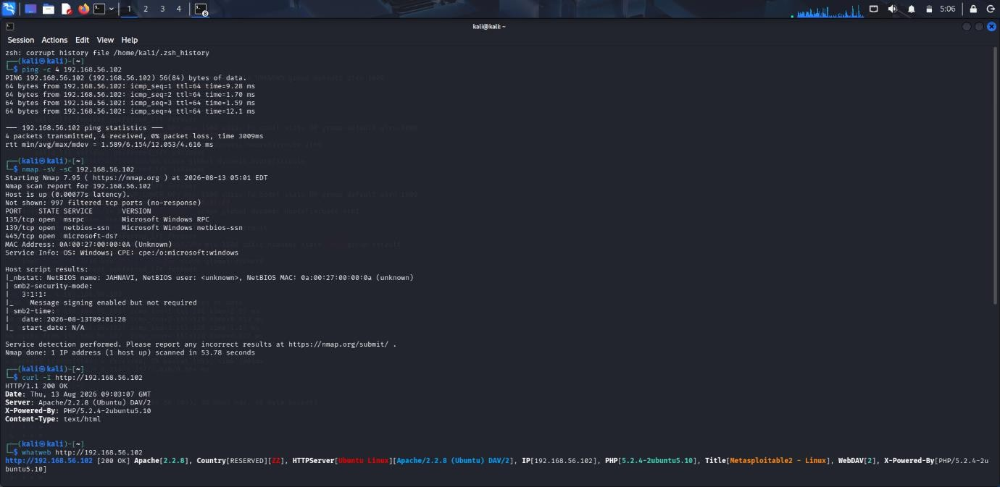 1 2 3 4 5:06
kali@kali: ~
Session Actions Edit View Help
zsh: corrupt history file /home/kali/.zsh_history
┌──(kali㉿kali)-[~]
└─$ ping -c 4 192.168.56.102
PING 192.168.56.102 (192.168.56.102) 56(84) bytes of data.
64 bytes from 192.168.56.102: icmp_seq=1 ttl=64 time=9.28 ms
64 bytes from 192.168.56.102: icmp_seq=2 ttl=64 time=1.70 ms
64 bytes from 192.168.56.102: icmp_seq=3 ttl=64 time=1.59 ms
64 bytes from 192.168.56.102: icmp_seq=4 ttl=64 time=12.1 ms
--- 192.168.56.102 ping statistics ---
4 packets transmitted, 4 received, 0% packet loss, time 3009ms
rtt min/avg/max/mdev = 1.589/6.154/12.053/4.616 ms
┌──(kali㉿kali)-[~]
└─$ nmap -sV -sC 192.168.56.102
Starting Nmap 7.95 ( https://nmap.org ) at 2026-08-13 05:01 EDT
Nmap scan report for 192.168.56.102
Host is up (0.00077s latency).
Not shown: 997 filtered tcp ports (no-response)
PORT    STATE SERVICE       VERSION
135/tcp open  msrpc         Microsoft Windows RPC
139/tcp open  netbios-ssn   Microsoft Windows netbios-ssn
445/tcp open  microsoft-ds?
MAC Address: 0A:00:27:00:00:0A (Unknown)
Service Info: OS: Windows; CPE: cpe:/o:microsoft:windows
Host script results:
|_nbstat: NetBIOS name: JAHNAVI, NetBIOS user: <unknown>, NetBIOS MAC: 0a:00:27:00:00:0a (unknown)
| smb2-security-mode:
|   3:1:1:
|_    Message signing enabled but not required
| smb2-time:
|   date: 2026-08-13T09:01:28
|_  start_date: N/A
Service detection performed. Please report any incorrect results at https://nmap.org/submit/ .
Nmap done: 1 IP address (1 host up) scanned in 53.78 seconds
┌──(kali㉿kali)-[~]
└─$ curl -I http://192.168.56.102
HTTP/1.1 200 OK
Date: Thu, 13 Aug 2026 09:03:07 GMT
Server: Apache/2.2.8 (Ubuntu) DAV/2
X-Powered-By: PHP/5.2.4-2ubuntu5.10
Content-Type: text/html
┌──(kali㉿kali)-[~]
└─$ whatweb http://192.168.56.102
http://192.168.56.102 [200 OK] Apache[2.2.8], Country[RESERVED][ZZ], HTTPServer[Ubuntu Linux][Apache/2.2.8 (Ubuntu) DAV/2], IP[192.168.56.102], PHP[5.2.4-2ubuntu5.10], Title[Metasploitable2 - Linux], WebDAV[2], X-Powered-By[PHP/5.2.4-2u
buntu5.10]